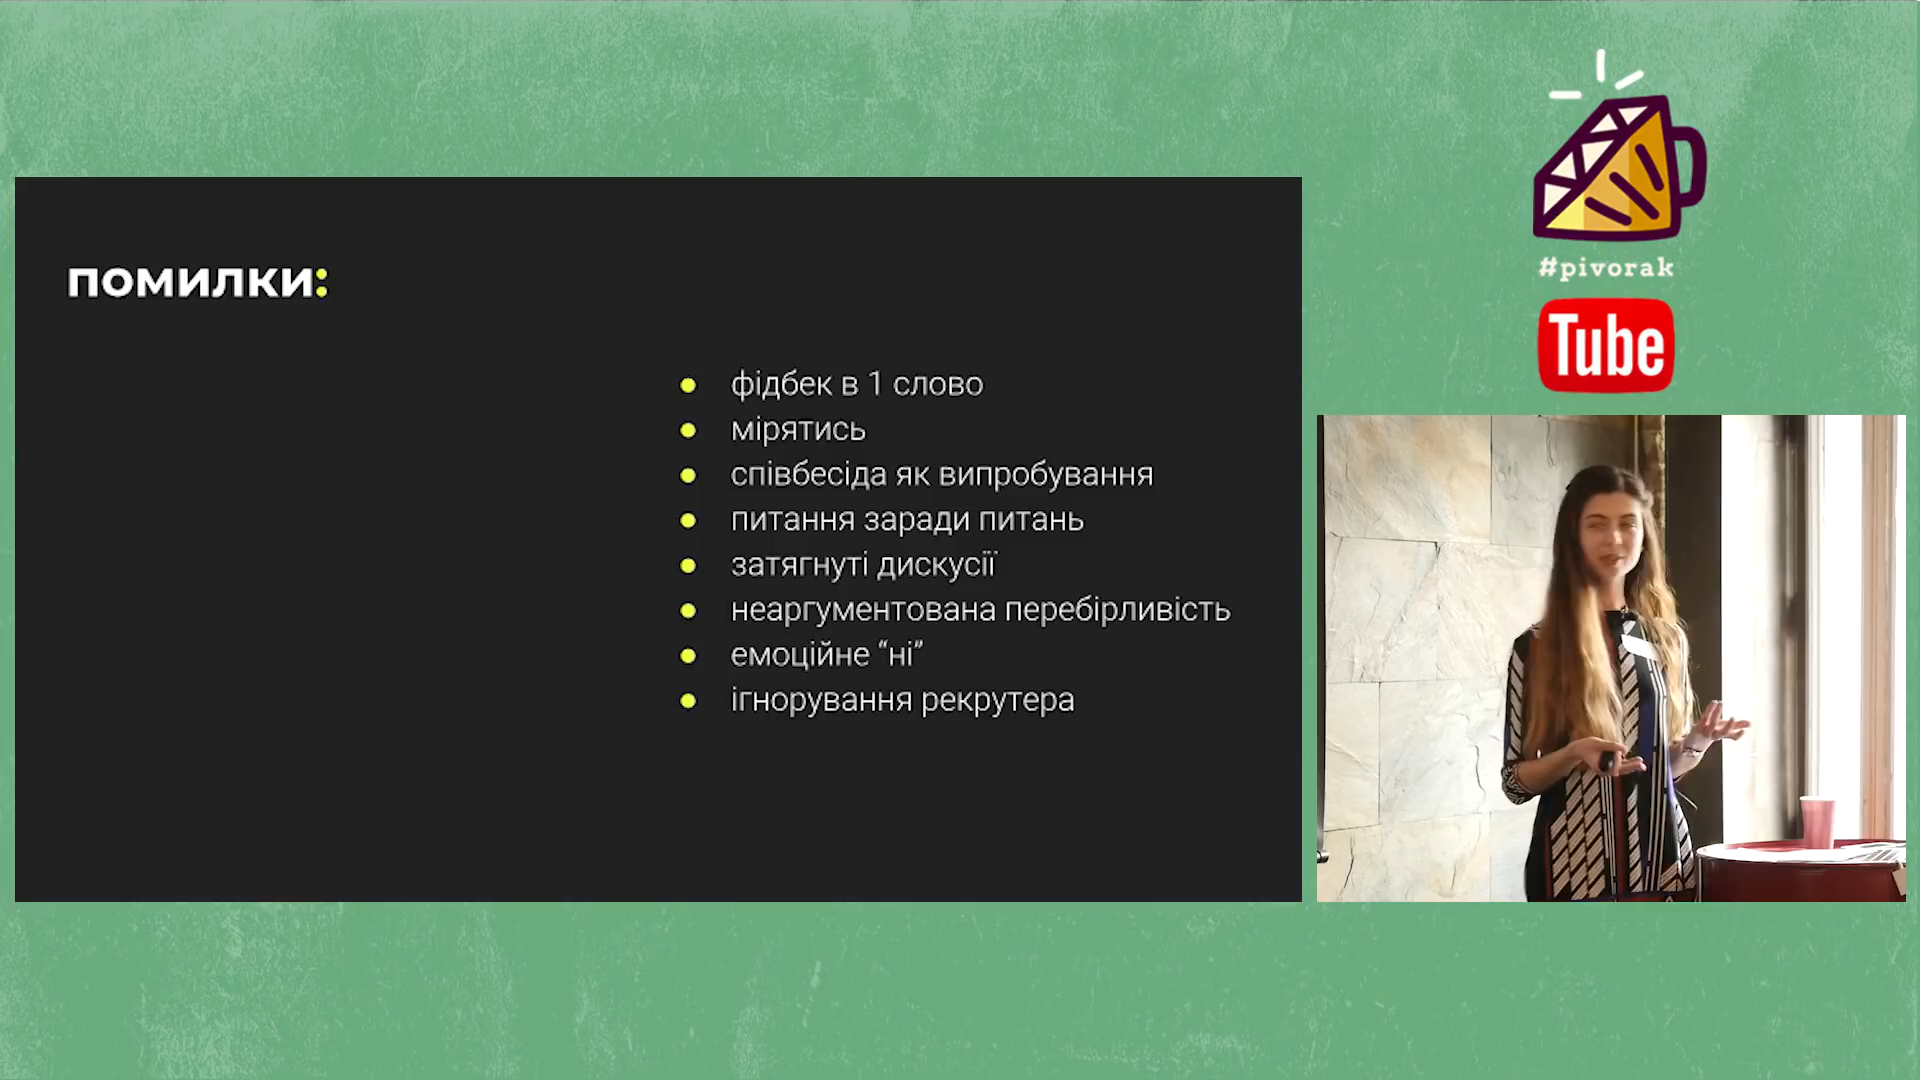 помилки:
фідбек в 1 слово
мірятись
співбесіда як випробування
питання заради питань
затягнуті дискусії
неаргументована перебірливість
емоційне “ні”
ігнорування рекрутера
#pivorak
Tube